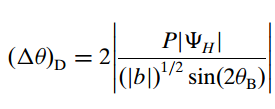 (Δθ)_D = 2 | P|Ψ_H| / (|b|)^{1/2} sin(2θ_B) |